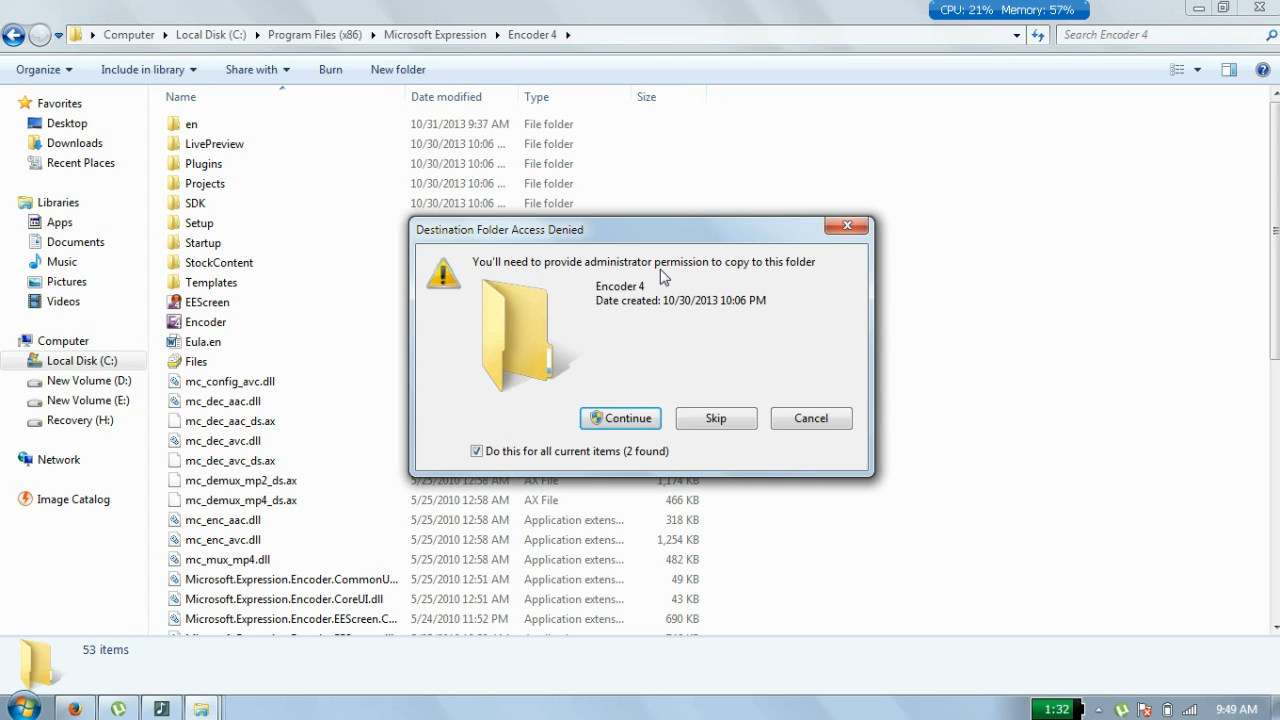 CPU: 21% Memory: 57%
Computer Local Disk (C:) Program Files (x86) Microsoft Expression Encoder 4 Search Encoder 4
Organize Include in library Share with Burn New folder
Name Date modified Type Size
Favorites
Desktop
Downloads
Recent Places
Libraries
Apps
Documents
Music
Pictures
Videos
Computer
Local Disk (C:)
New Volume (D:)
New Volume (E:)
Recovery (H:)
Network
Image Catalog
en 10/31/2013 9:37 AM File folder
LivePreview 10/30/2013 10:06 ... File folder
Plugins 10/30/2013 10:06 ... File folder
Projects 10/30/2013 10:06 ... File folder
SDK 10/30/2013 10:06 ... File folder
Setup
Startup
StockContent
Templates
EEScreen
Encoder
Eula.en
Files
mc_config_avc.dll
mc_dec_aac.dll
mc_dec_aac_ds.ax
mc_dec_avc.dll
mc_dec_avc_ds.ax
mc_demux_mp2_ds.ax 5/25/2010 12:58 AM AX File 1,174 KB
mc_demux_mp4_ds.ax 5/25/2010 12:58 AM AX File 466 KB
mc_enc_aac.dll 5/25/2010 12:58 AM Application extens... 318 KB
mc_enc_avc.dll 5/25/2010 12:58 AM Application extens... 1,254 KB
mc_mux_mp4.dll 5/25/2010 12:58 AM Application extens... 482 KB
Microsoft.Expression.Encoder.CommonU... 5/25/2010 12:51 AM Application extens... 49 KB
Microsoft.Expression.Encoder.CoreUI.dll 5/25/2010 12:51 AM Application extens... 43 KB
Microsoft.Expression.Encoder.EEScreen.C... 5/24/2010 11:52 PM Application extens... 690 KB
Destination Folder Access Denied
You'll need to provide administrator permission to copy to this folder
Encoder 4
Date created: 10/30/2013 10:06 PM
Continue Skip Cancel
Do this for all current items (2 found)
53 items
1:32 9:49 AM